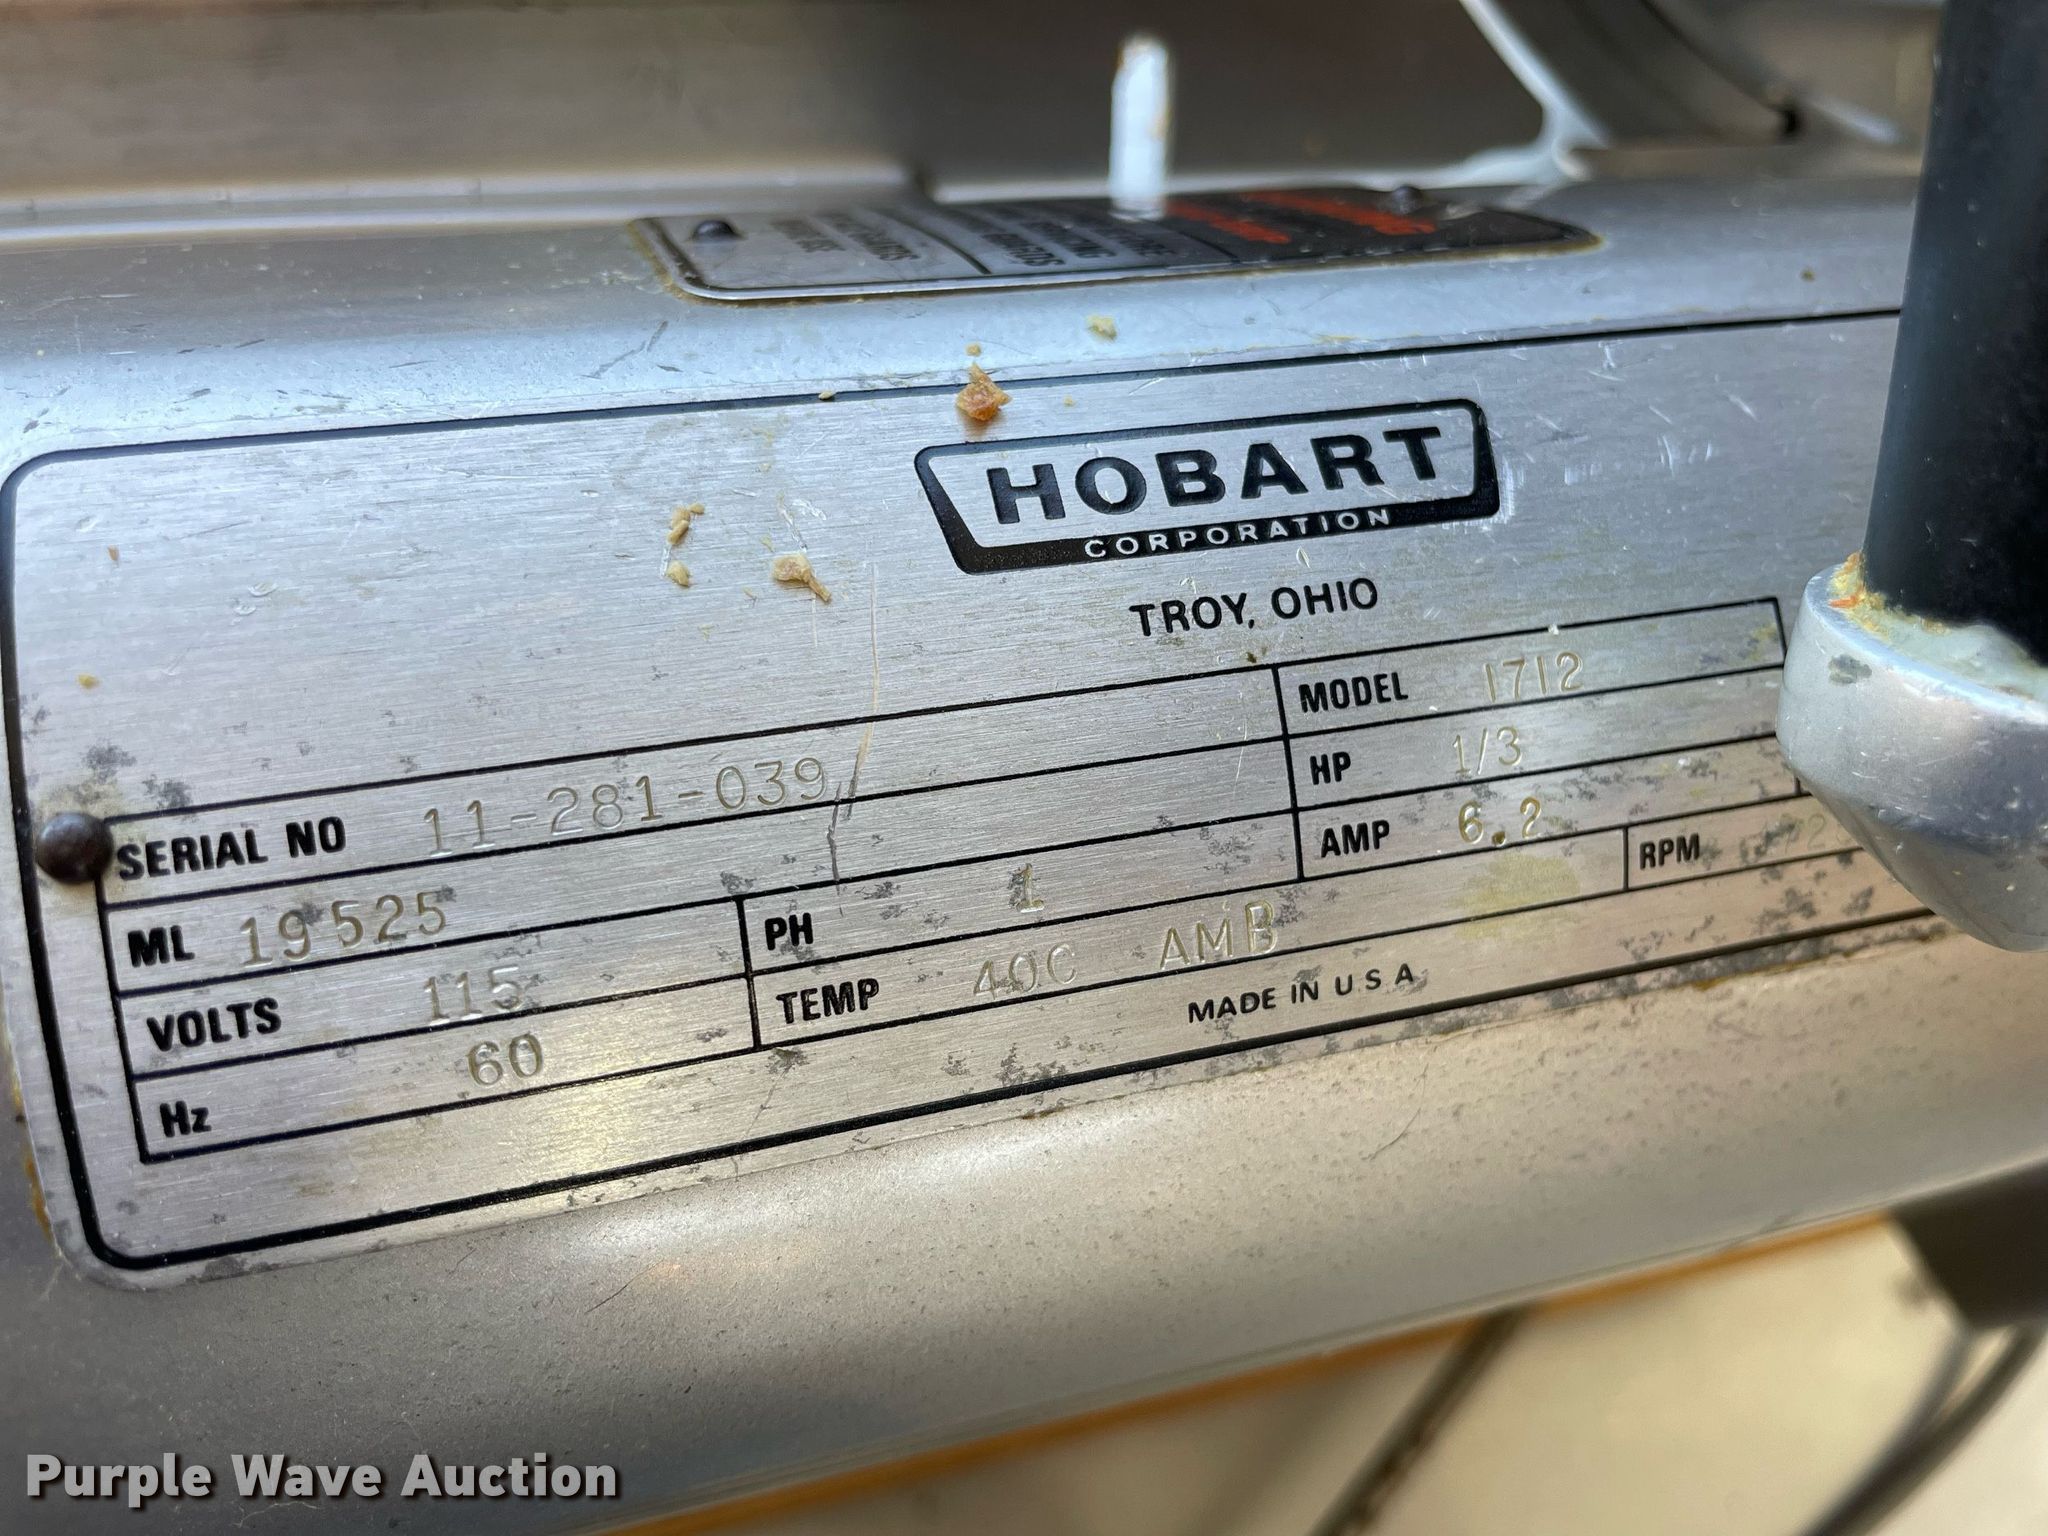 HOBART
CORPORATION
TROY, OHIO
MODEL 1712
SERIAL NO 11-281-039
HP 1/3
ML 19525
AMP 6.2
VOLTS 115
PH 1
RPM
Hz 60
TEMP 40C AMB
MADE IN U S A
Purple Wave Auction